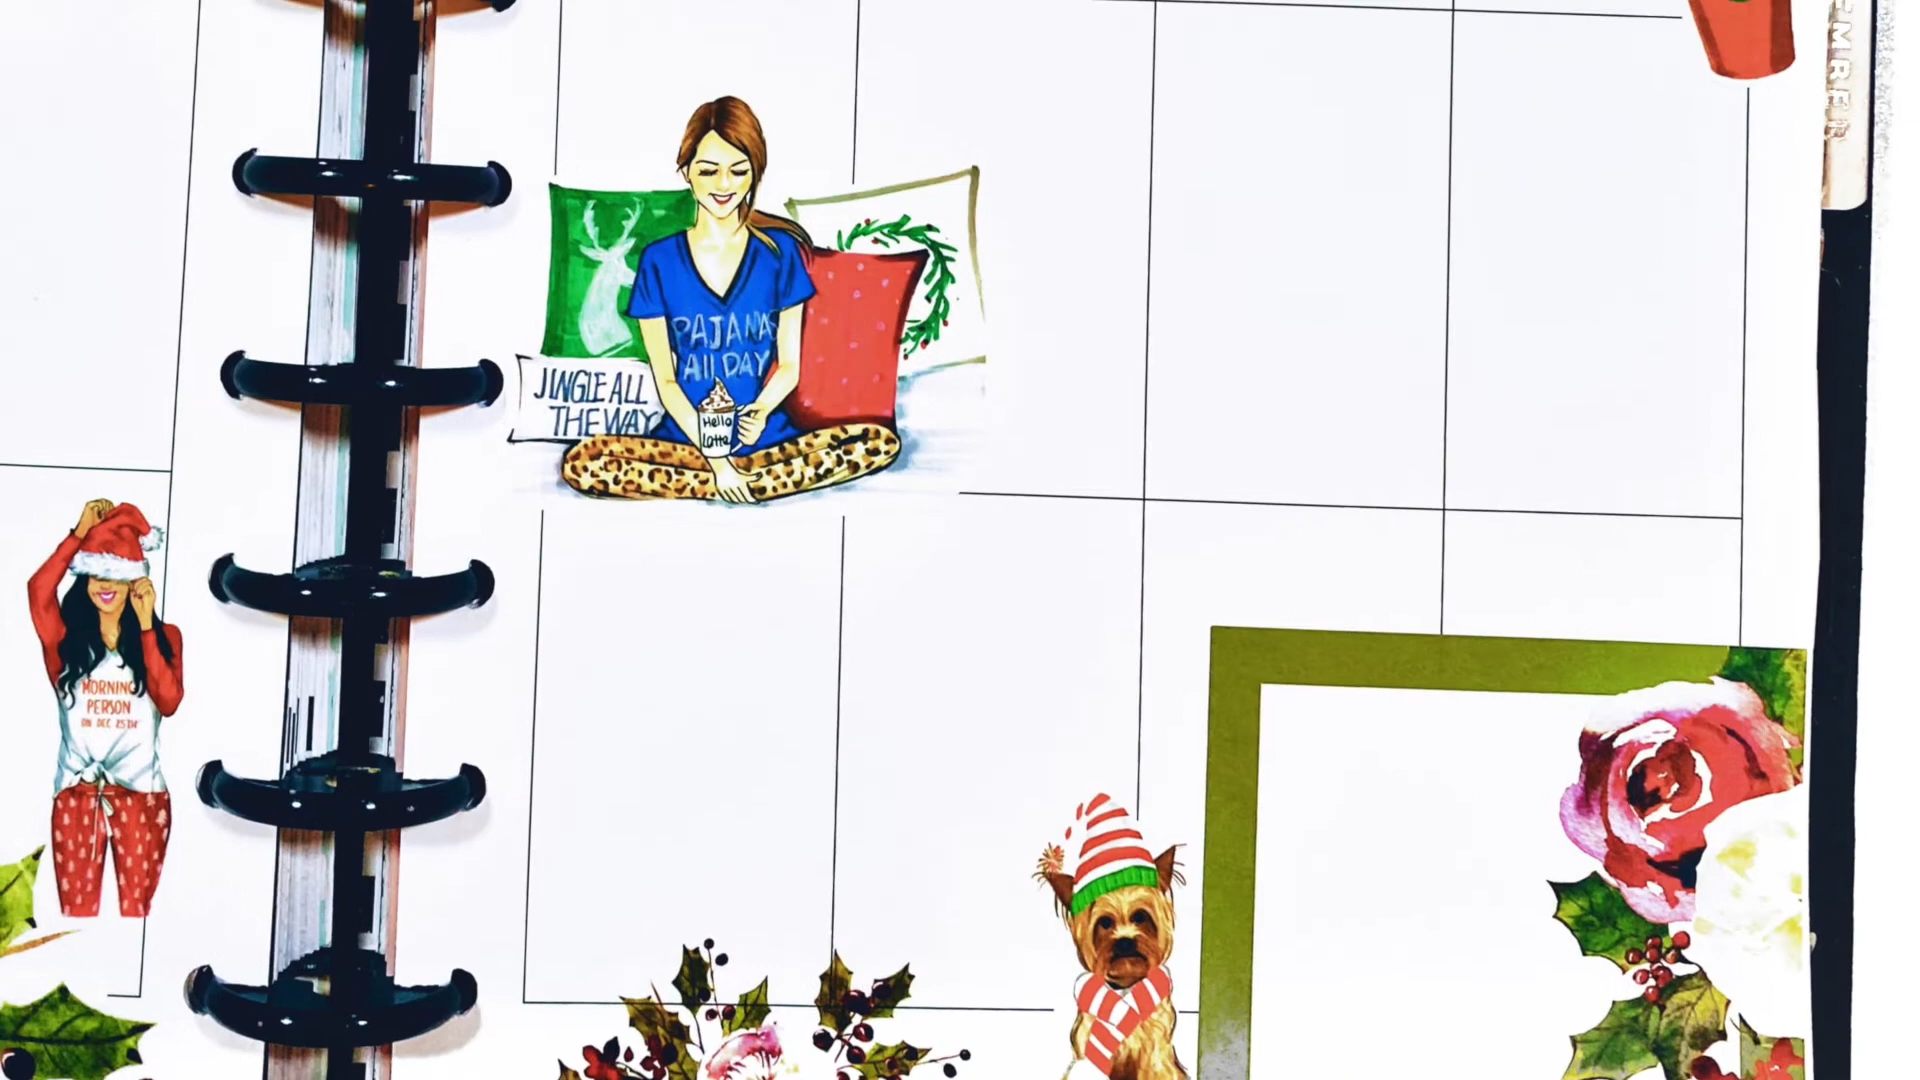 PAJAMAS
All DAY
JINGLE ALL
THE WAY
Hello
Latte
MORNING
PERSON
ON DEC 25TH